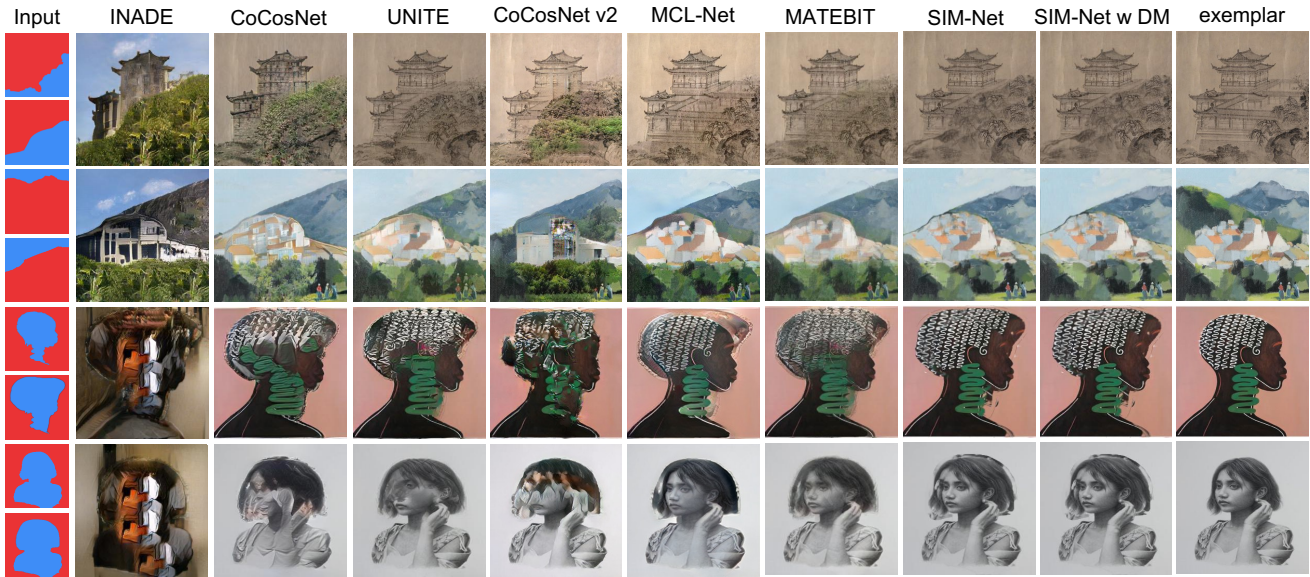 Input INADE CoCosNet UNITE CoCosNet v2 MCL-Net MATEBIT SIM-Net SIM-Net w DM exemplar